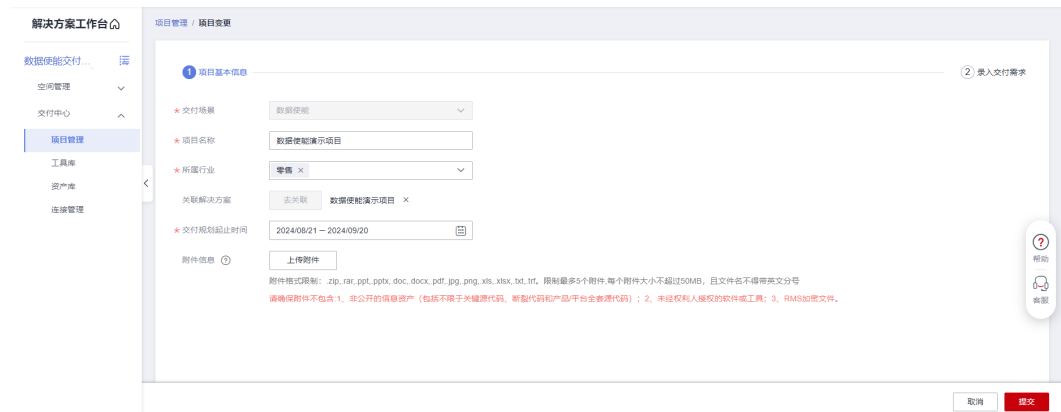 解决方案工作台
项目管理 / 项目变更
数据使能交付...
空间管理
交付中心
项目管理
工具库
资产库
连接管理
1 项目基本信息
2 录入交付需求
* 交付场景 数据使能
* 项目名称 数据使能演示项目
* 所属行业 零售 ×
关联解决方案 去关联 数据使能演示项目 ×
* 交付规划起止时间 2024/08/21 – 2024/09/20
附件信息 ? 上传附件
附件格式限制：.zip,.rar,.ppt,.pptx,.doc,.docx,.pdf,.jpg,.png,.xls,.xlsx,.txt,.trf。限制最多5个附件,每个附件大小不超过50MB，且文件名不得带英文分号
请确保附件不包含:1、非公开的信息资产（包括不限于关键源代码、断裂代码和产品/平台全套源代码）；2、未经权利人授权的软件或工具；3、RMS加密文件。
帮助
客服
取消
提交